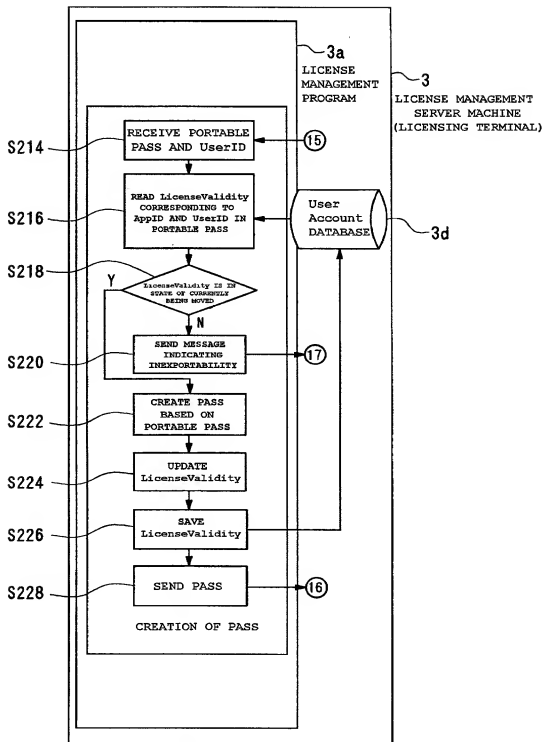 3a
LICENSE
MANAGEMENT
PROGRAM
3
LICENSE MANAGEMENT
SERVER MACHINE
(LICENSING TERMINAL)
S214
RECEIVE PORTABLE
PASS AND UserID
15
S216
READ LicenseValidity
CORRESPONDING TO
AppID AND UserID IN
PORTABLE PASS
User
Account
DATABASE
3d
S218
Y
LicenseValidity IS IN
STATE OF CURRENTLY
BEING MOVED
N
S220
SEND MESSAGE
INDICATING
INEXPORTABILITY
17
S222
CREATE PASS
BASED ON
PORTABLE PASS
S224
UPDATE
LicenseValidity
S226
SAVE
LicenseValidity
S228
SEND PASS
16
CREATION OF PASS